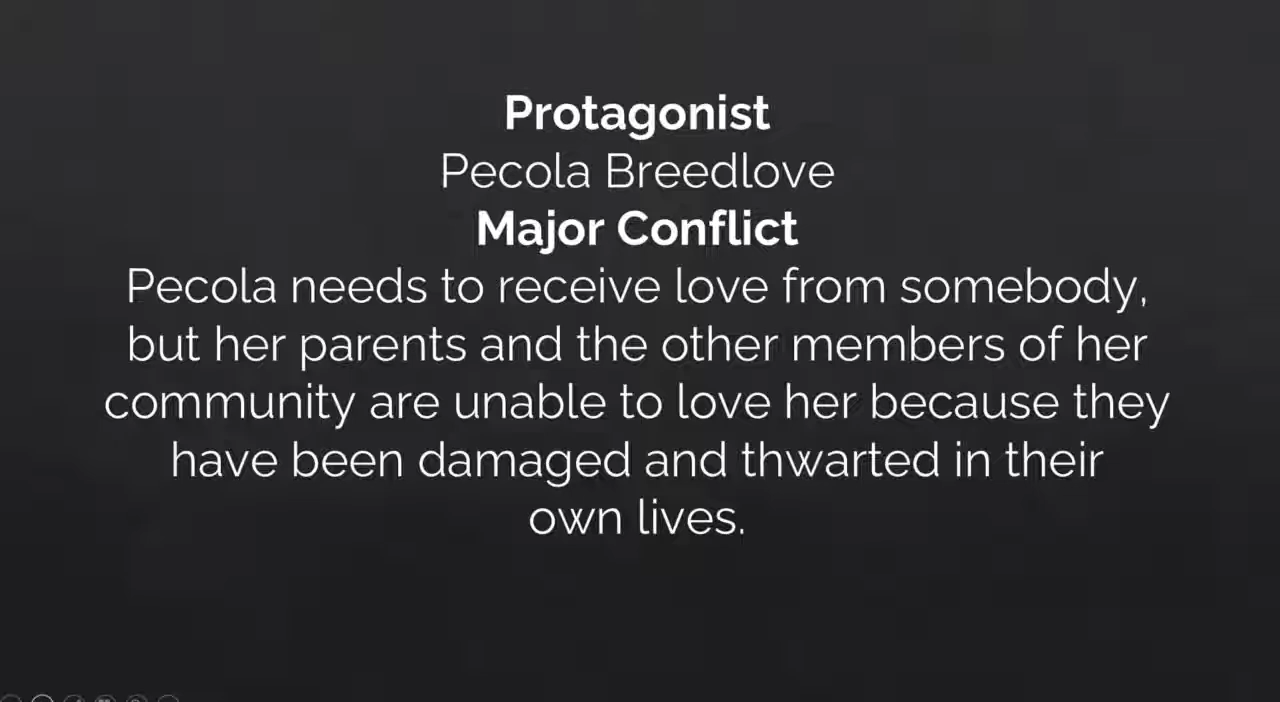 Protagonist
Pecola Breedlove
Major Conflict
Pecola needs to receive love from somebody,
but her parents and the other members of her
community are unable to love her because they
have been damaged and thwarted in their
own lives.